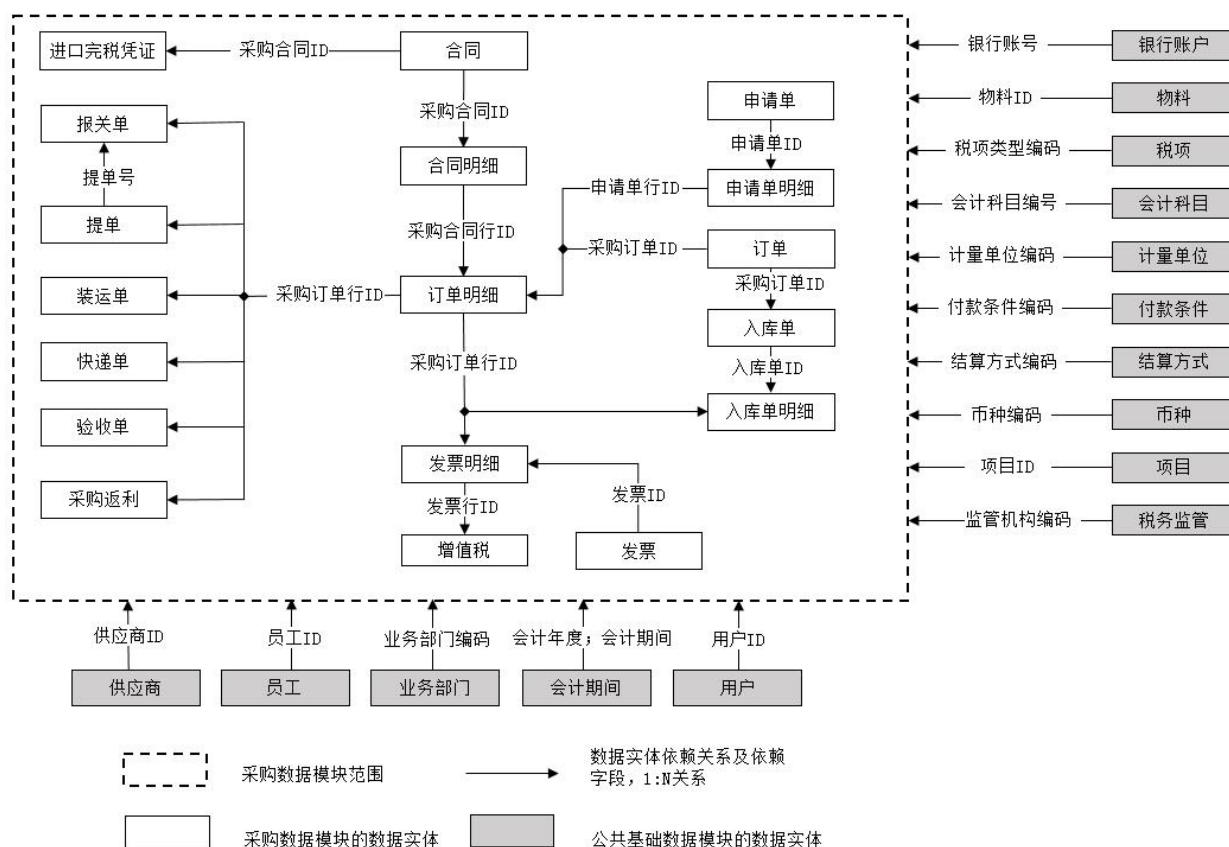 进口完税凭证
采购合同ID
合同
银行账号
银行账户
采购合同ID
申请单
物料ID
物料
报关单
申请单ID
提单号
合同明细
申请单行ID
申请单明细
税项类型编码
税项
提单
采购合同行ID
采购订单ID
订单
会计科目编号
会计科目
装运单
采购订单行ID
订单明细
采购订单ID
计量单位编码
计量单位
入库单
付款条件编码
付款条件
快递单
采购订单行ID
入库单ID
结算方式编码
结算方式
验收单
入库单明细
币种编码
币种
采购返利
发票明细
项目ID
项目
发票行ID
发票ID
监管机构编码
税务监管
增值税
发票
供应商ID
员工ID
业务部门编码
会计年度；会计期间
用户ID
供应商
员工
业务部门
会计期间
用户
采购数据模块范围
数据实体依赖关系及依赖
字段，1:N关系
采购数据模块的数据实体
公共基础数据模块的数据实体